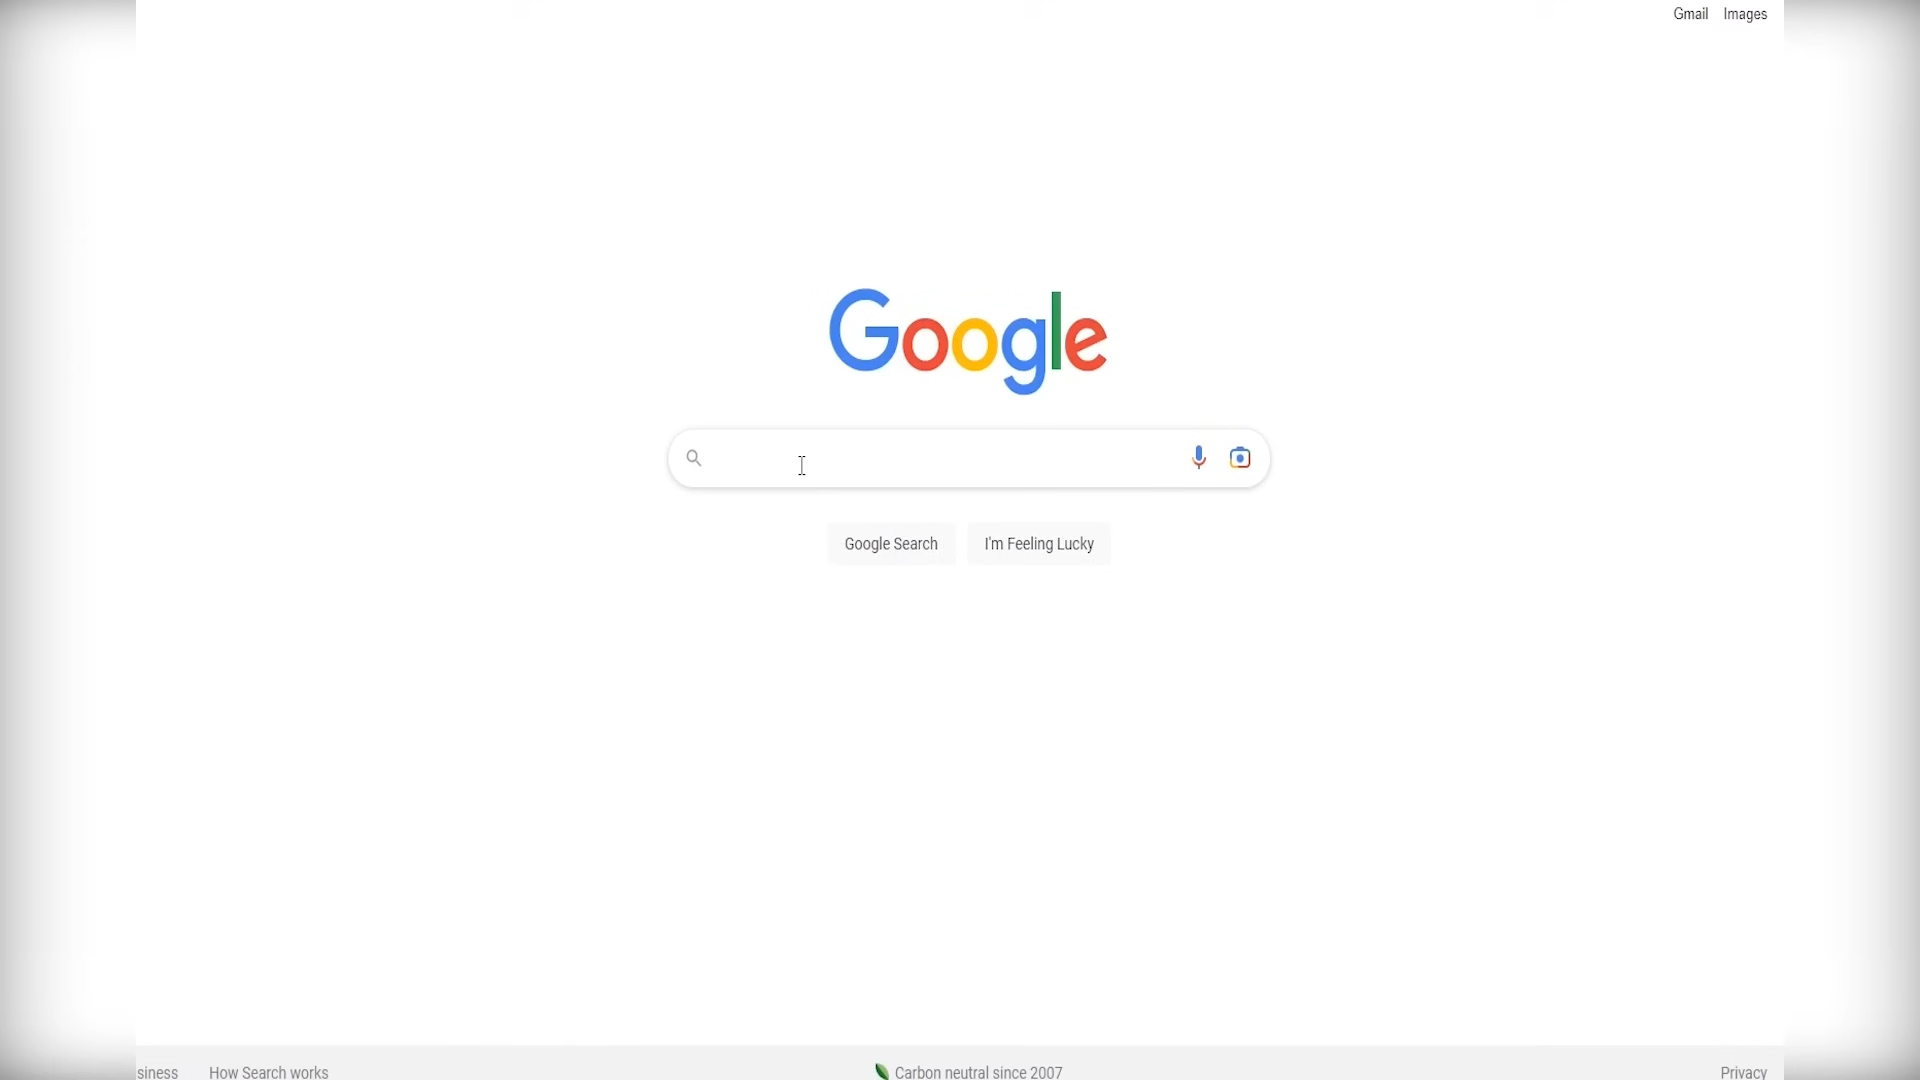 Gmail Images
Google
Google Search I'm Feeling Lucky
siness How Search works Carbon neutral since 2007 Privacy